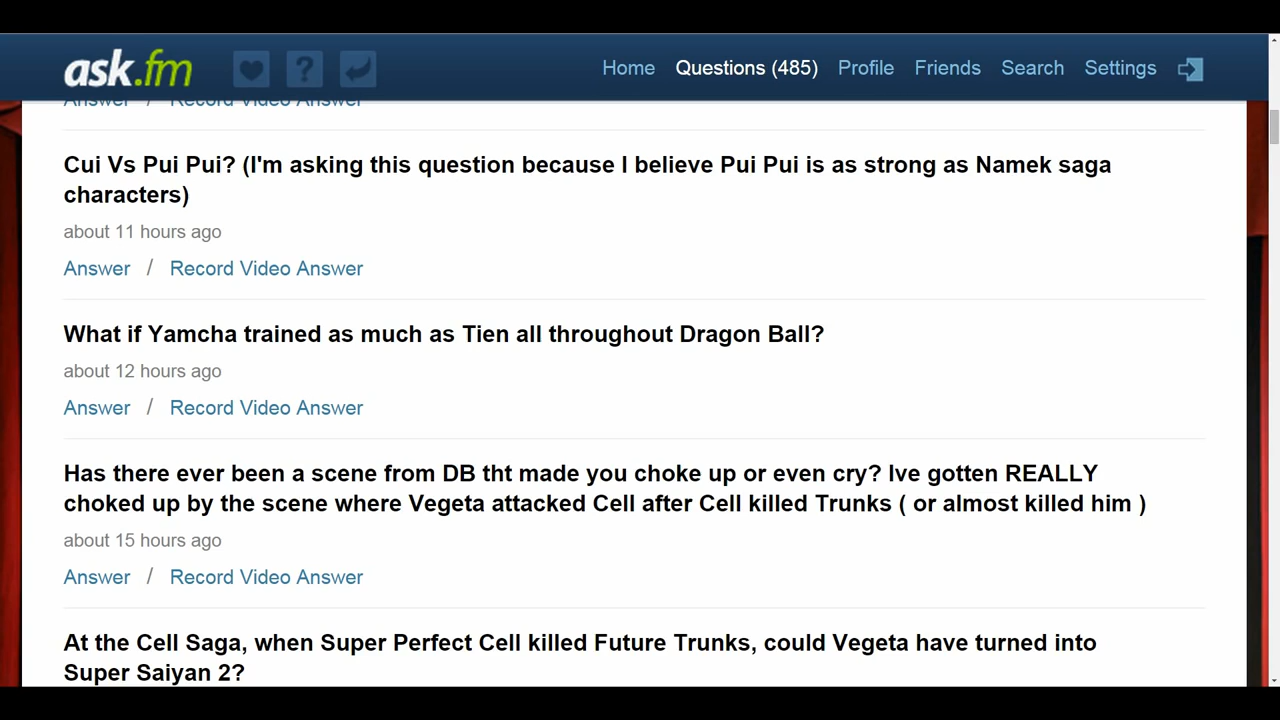 ask.fm
Home Questions (485) Profile Friends Search Settings
Answer / Record Video Answer
Cui Vs Pui Pui? (I'm asking this question because I believe Pui Pui is as strong as Namek saga
characters)
about 11 hours ago
Answer / Record Video Answer
What if Yamcha trained as much as Tien all throughout Dragon Ball?
about 12 hours ago
Answer / Record Video Answer
Has there ever been a scene from DB tht made you choke up or even cry? Ive gotten REALLY
choked up by the scene where Vegeta attacked Cell after Cell killed Trunks ( or almost killed him )
about 15 hours ago
Answer / Record Video Answer
At the Cell Saga, when Super Perfect Cell killed Future Trunks, could Vegeta have turned into
Super Saiyan 2?